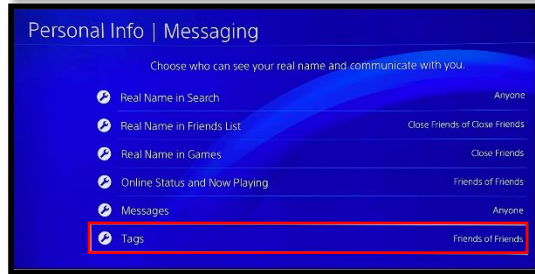 Personal Info | Messaging
Choose who can see your real name and communicate with you.
Real Name in Search Anyone
Real Name in Friends List Close Friends of Close Friends
Real Name in Games Close Friends
Online Status and Now Playing Friends of Friends
Messages Anyone
Tags Friends of Friends